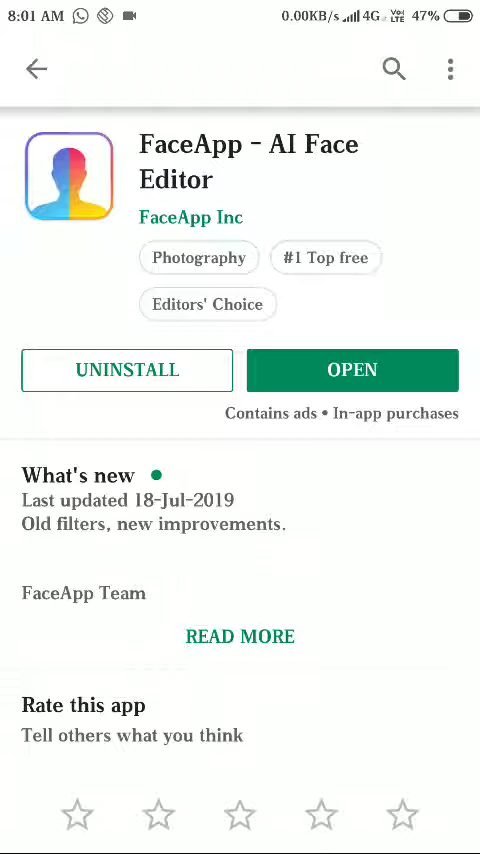 8:01 AM 0.00KB/s 4G Vo) LTE 47%
FaceApp - AI Face
Editor
FaceApp Inc
Photography #1 Top free
Editors' Choice
UNINSTALL OPEN
Contains ads • In-app purchases
What's new
Last updated 18-Jul-2019
Old filters, new improvements.
FaceApp Team
READ MORE
Rate this app
Tell others what you think